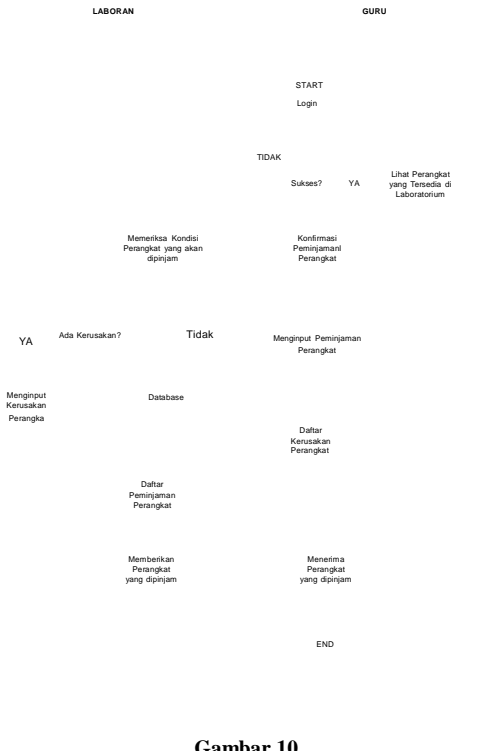 LABORAN
GURU
START
Login
TIDAK
Sukses?
YA
Lihat Perangkat
yang Tersedia di
Laboratorium
Memeriksa Kondisi
Perangkat yang akan
dipinjam
Konfirmasi
PeminjamanI
Perangkat
YA
Ada Kerusakan?
Tidak
Menginput Peminjaman
Perangkat
Menginput
Kerusakan
Perangka
Database
Daftar
Kerusakan
Perangkat
Daftar
Peminjaman
Perangkat
Memberikan
Perangkat
yang dipinjam
Menerima
Perangkat
yang dipinjam
END
Gambar 10